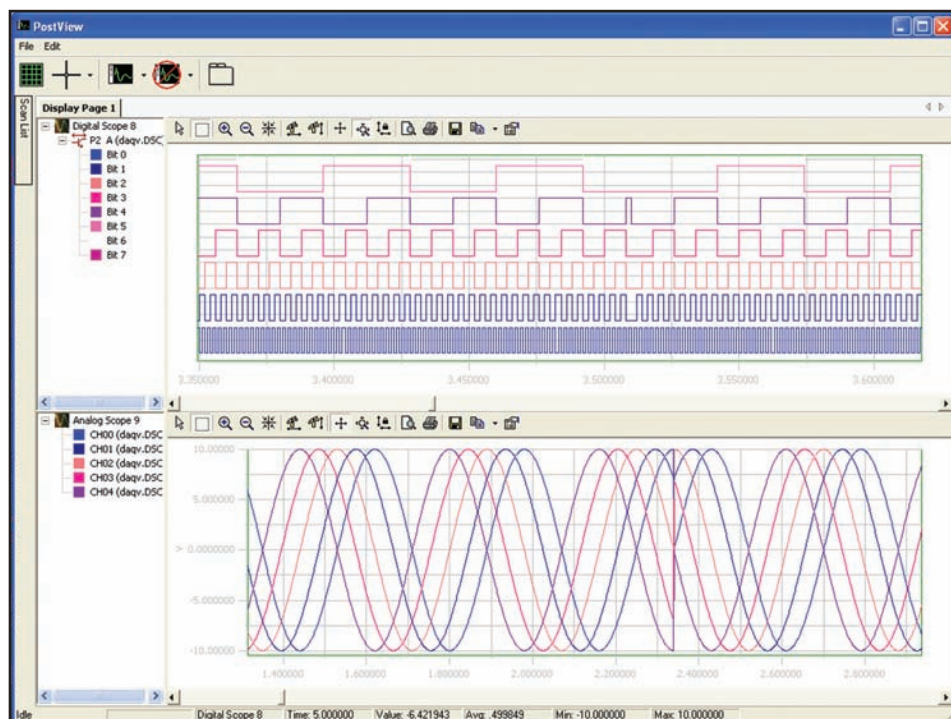 PostView
File Edit
Scan List
Display Page 1
Digital Scope 8
P2_A (daqv.DSC
Bit 0
Bit 1
Bit 2
Bit 3
Bit 4
Bit 5
Bit 6
Bit 7
3.350000 3.400000 3.450000 3.500000 3.550000 3.600000
Analog Scope 9
CH00 (daqv.DSC
CH01 (daqv.DSC
CH02 (daqv.DSC
CH03 (daqv.DSC
CH04 (daqv.DSC
10.00000
5.000000
V 0.0000000
-5.000000
-10.00000
1.400000 1.600000 1.800000 2.000000 2.200000 2.400000 2.600000 2.800000
Idle Digital Scope 8 Time: 5.000000 Value: -6.421943 Avg: .499849 Min: -10.000000 Max: 10.000000